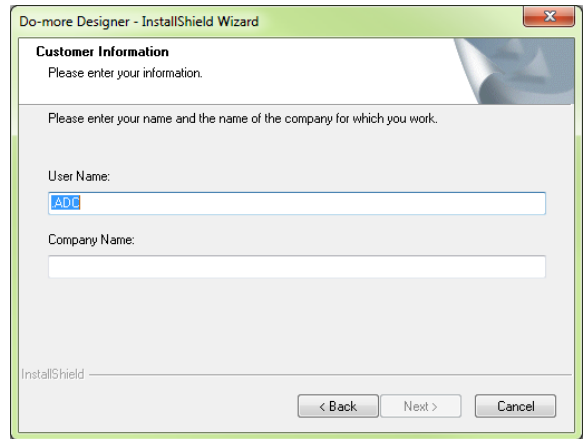 Do-more Designer - InstallShield Wizard
Customer Information
Please enter your information.
Please enter your name and the name of the company for which you work.
User Name:
.ADC
Company Name:
InstallShield
< Back Next > Cancel